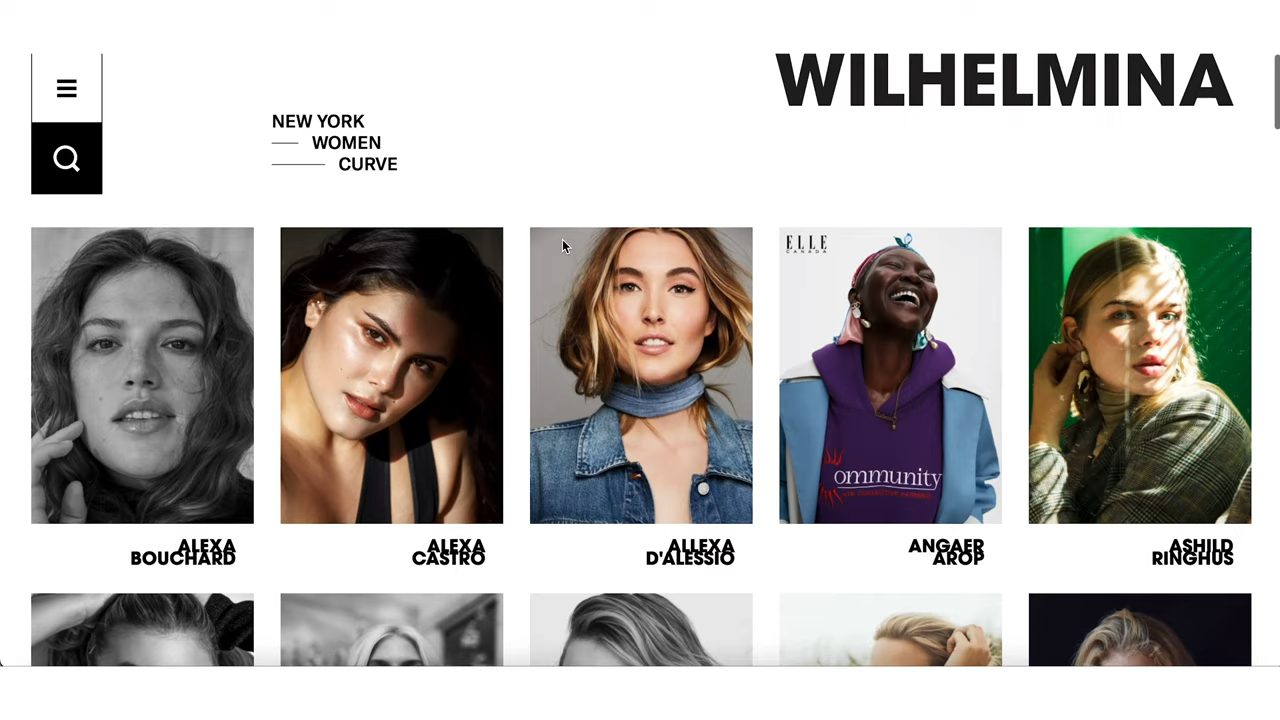 WILHELMINA
NEW YORK
WOMEN
CURVE
ELLE
CANADA
ommunity
ALEXA
BOUCHARD
ALEXA
CASTRO
ALLEXA
D'ALESSIO
ANGAER
AROP
ASHILD
RINGHUS